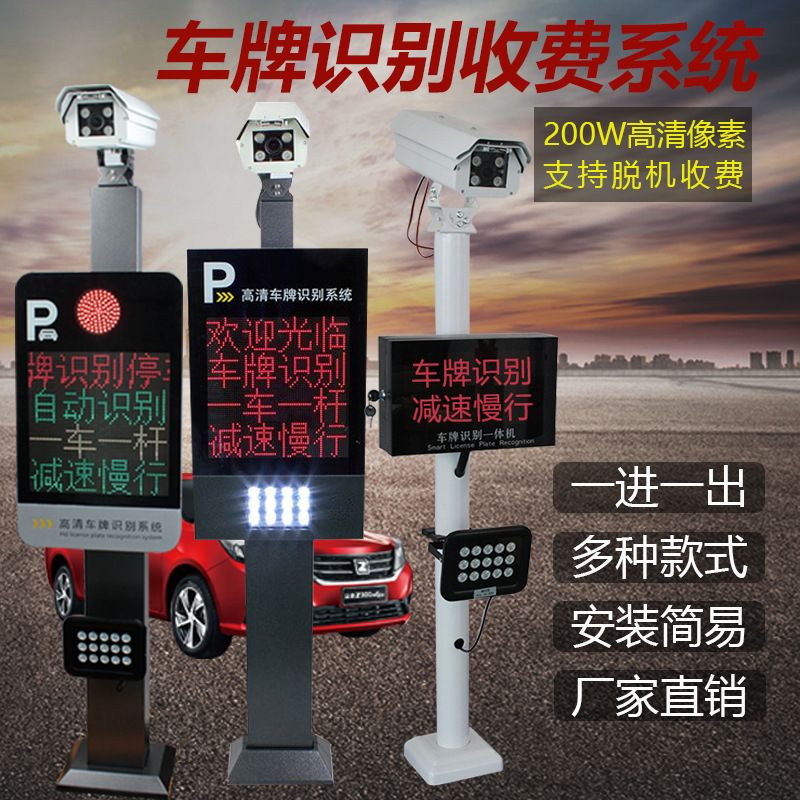 车牌识别收费系统
200W高清像素
支持脱机收费
P
牌识别停
自动识别
一车一杆
减速慢行
高清车牌识别系统
Hd license plate recognition system
P
高清车牌识别系统
欢迎光临
车牌识别
一车一杆
减速慢行
车牌识别
减速慢行
车牌识别一体机
Smart License Plate Recognition
一进一出
多种款式
安装简易
厂家直销